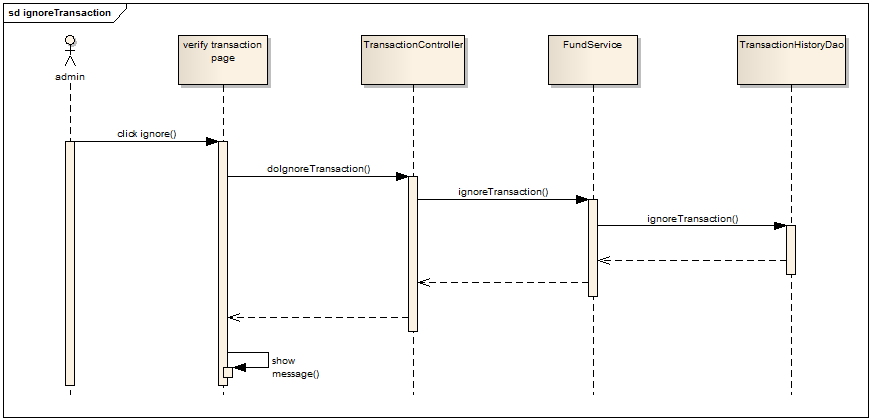 sd ignoreTransaction
admin
verify transaction
page
TransactionController
FundService
TransactionHistoryDao
click ignore()
doIgnoreTransaction()
ignoreTransaction()
ignoreTransaction()
show
message()